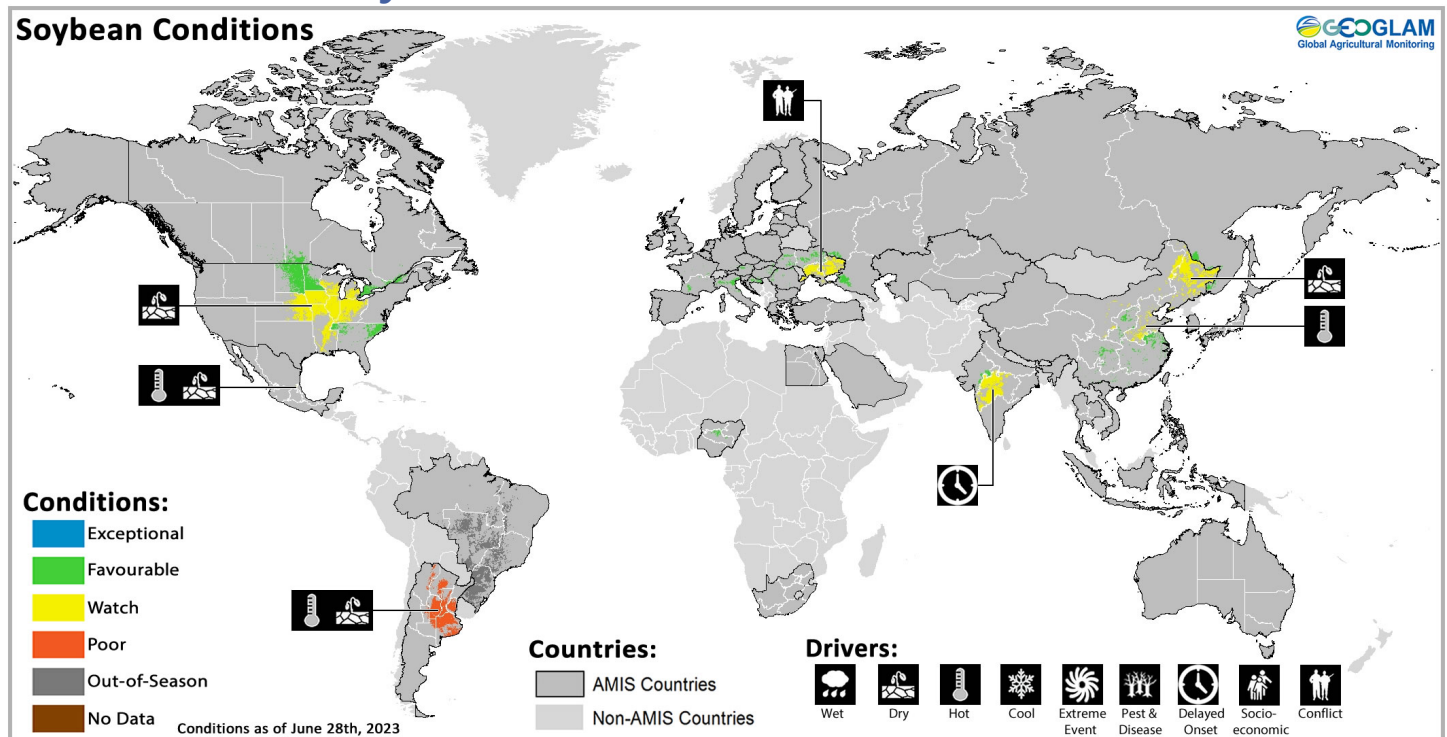 Soybean Conditions
GEOGLAM
Global Agricultural Monitoring
Conditions:
Exceptional
Favourable
Watch
Poor
Out-of-Season
No Data
Conditions as of June 28th, 2023
Countries:
AMIS Countries
Non-AMIS Countries
Drivers:
Wet
Dry
Hot
Cool
Extreme
Event
Pest &
Disease
Delayed
Onset
Socio-
economic
Conflict